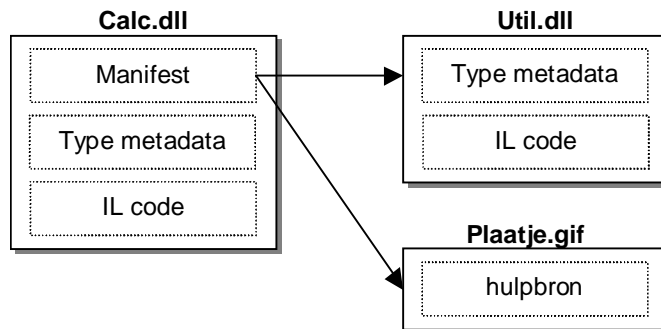 Calc.dll
Manifest
Type metadata
IL code
Util.dll
Type metadata
IL code
Plaatje.gif
hulpbron